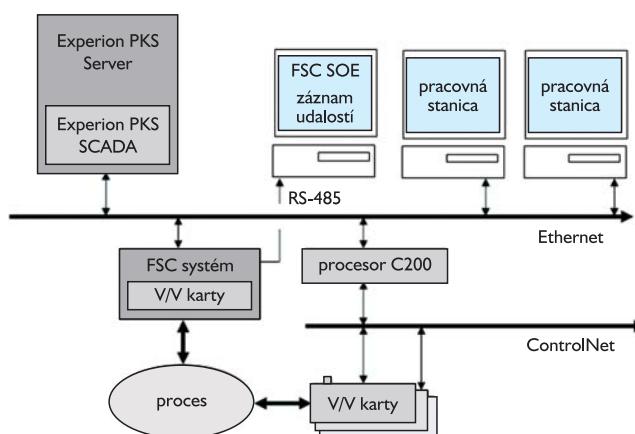 Experion PKS
Server
Experion PKS
SCADA
FSC SOE
záznam
udalostí
pracovná
stanica
pracovná
stanica
RS-485
Ethernet
FSC systém
V/V karty
procesor C200
ControlNet
proces
V/V karty